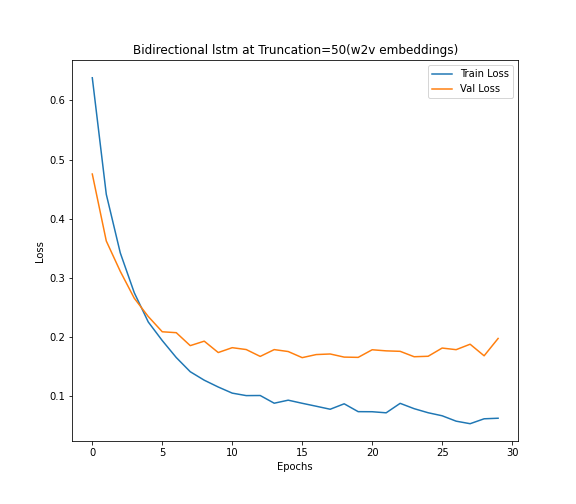 Bidirectional lstm at Truncation=50(w2v embeddings)
Train Loss
Val Loss
0.6
0.5
0.4
0.3
0.2
0.1
Loss
0 5 10 15 20 25 30
Epochs